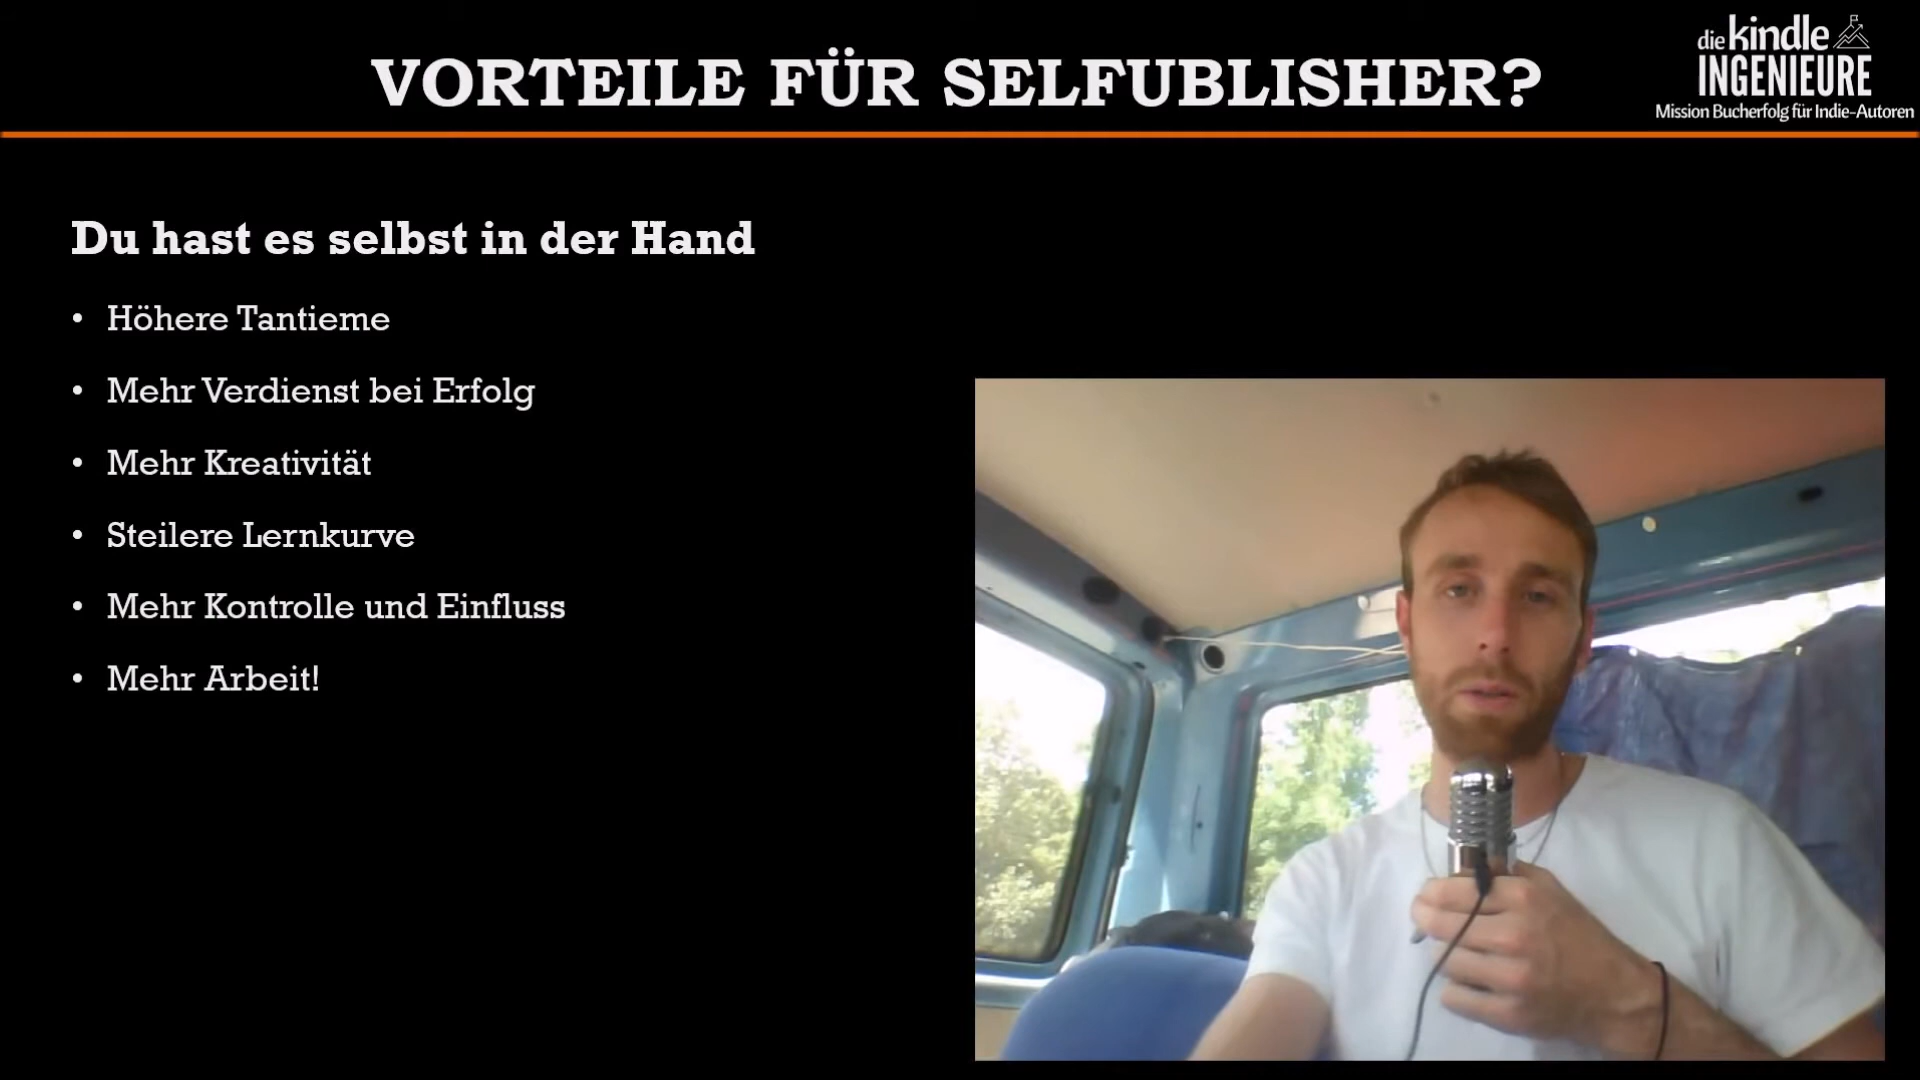 VORTEILE FÜR SELFUBLISHER?
die kindle
INGENIEURE
Mission Bucherfolg für Indie-Autoren
Du hast es selbst in der Hand
• Höhere Tantieme
• Mehr Verdienst bei Erfolg
• Mehr Kreativität
• Steilere Lernkurve
• Mehr Kontrolle und Einfluss
• Mehr Arbeit!